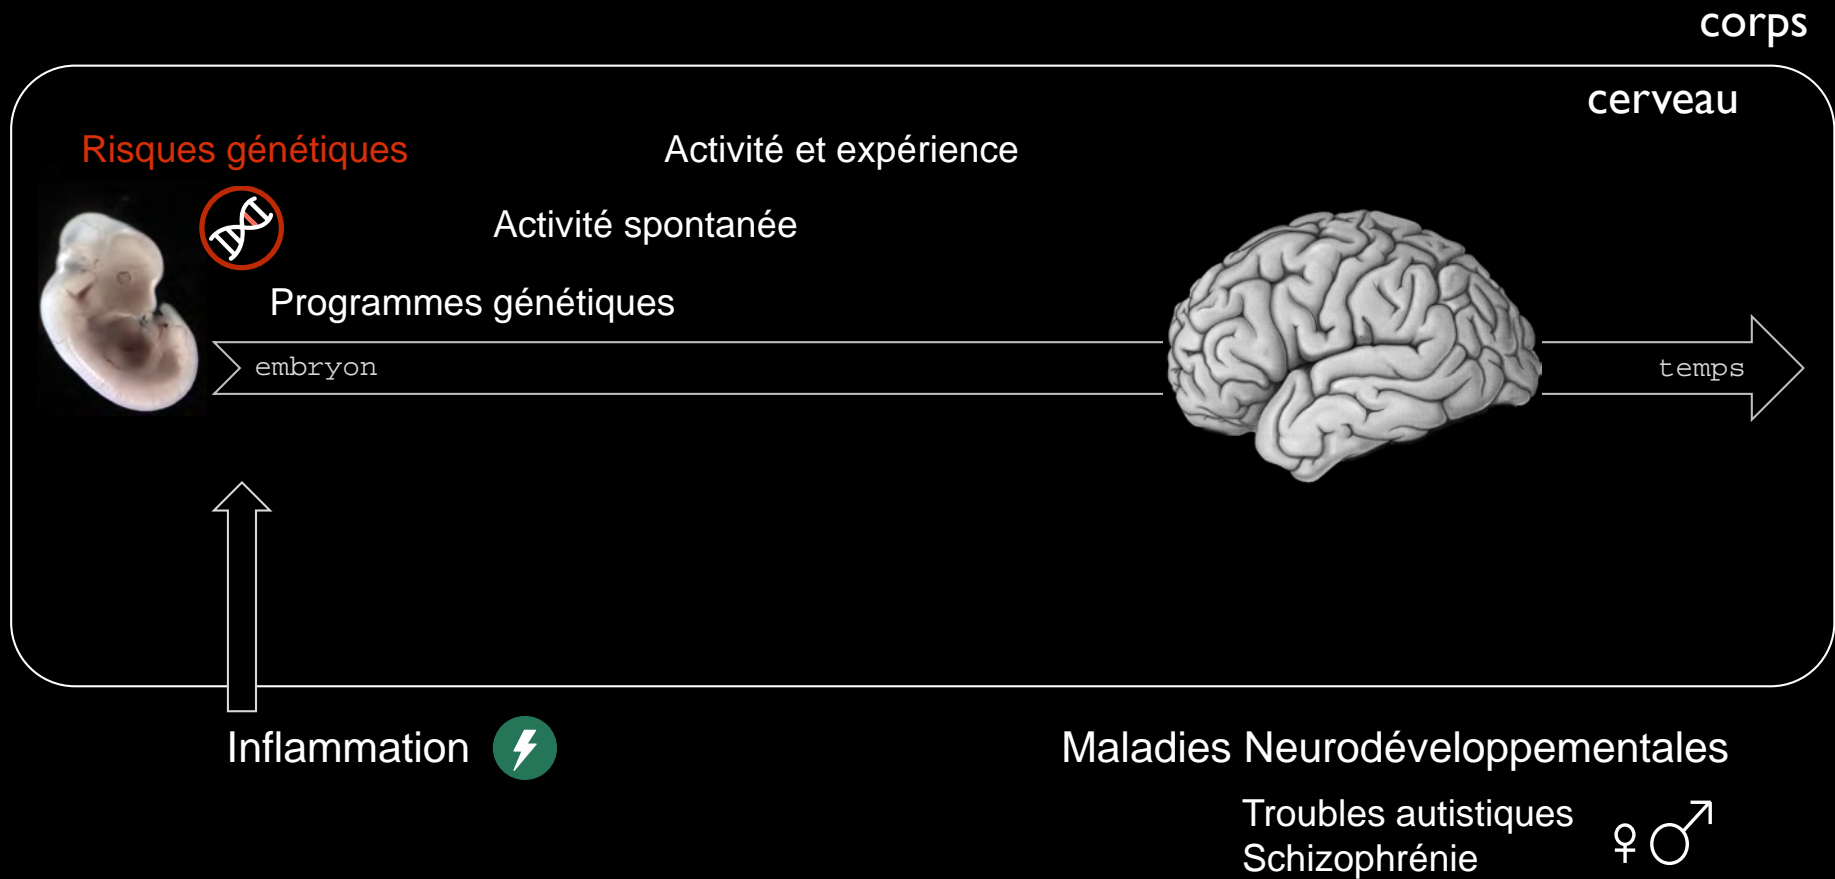 corps
cerveau
Risques génétiques
Activité et expérience
Activité spontanée
Programmes génétiques
embryon
temps
Inflammation
Maladies Neurodéveloppementales
Troubles autistiques
Schizophrénie